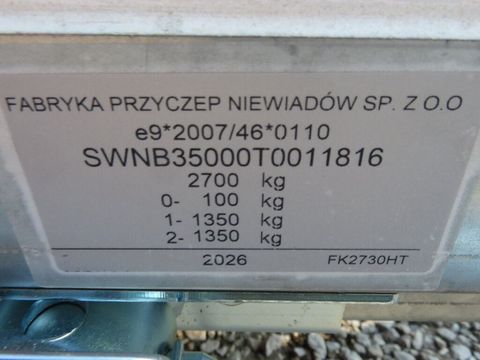 FABRYKA PRZYCZEP NIEWIADÓW SP. Z O.O
e9*2007/46*0110
SWNB35000T0011816
2700 kg
0- 100 kg
1- 1350 kg
2- 1350 kg
2026 FK2730HT